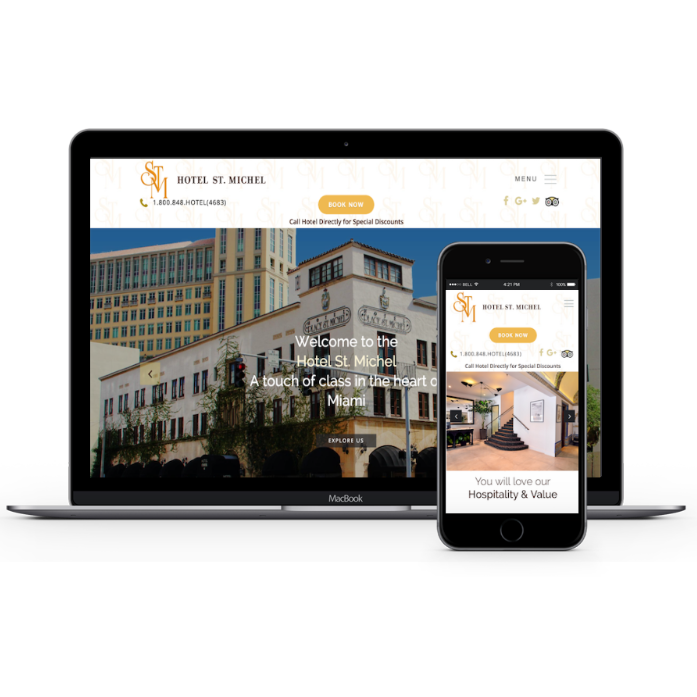 STM
HOTEL ST. MICHEL
MENU
1.800.848.HOTEL(4683)
BOOK NOW
f G+
Call Hotel Directly for Special Discounts
HOTEL
Welcome to the
Hotel St. Michel
A touch of class in the heart o
Miami
EXPLORE US
MacBook
BELL
4:21 PM
100%
STM
HOTEL ST. MICHEL
BOOK NOW
1.800.848.HOTEL(4683)
f G+
Call Hotel Directly for Special Discounts
You will love our
Hospitality & Value